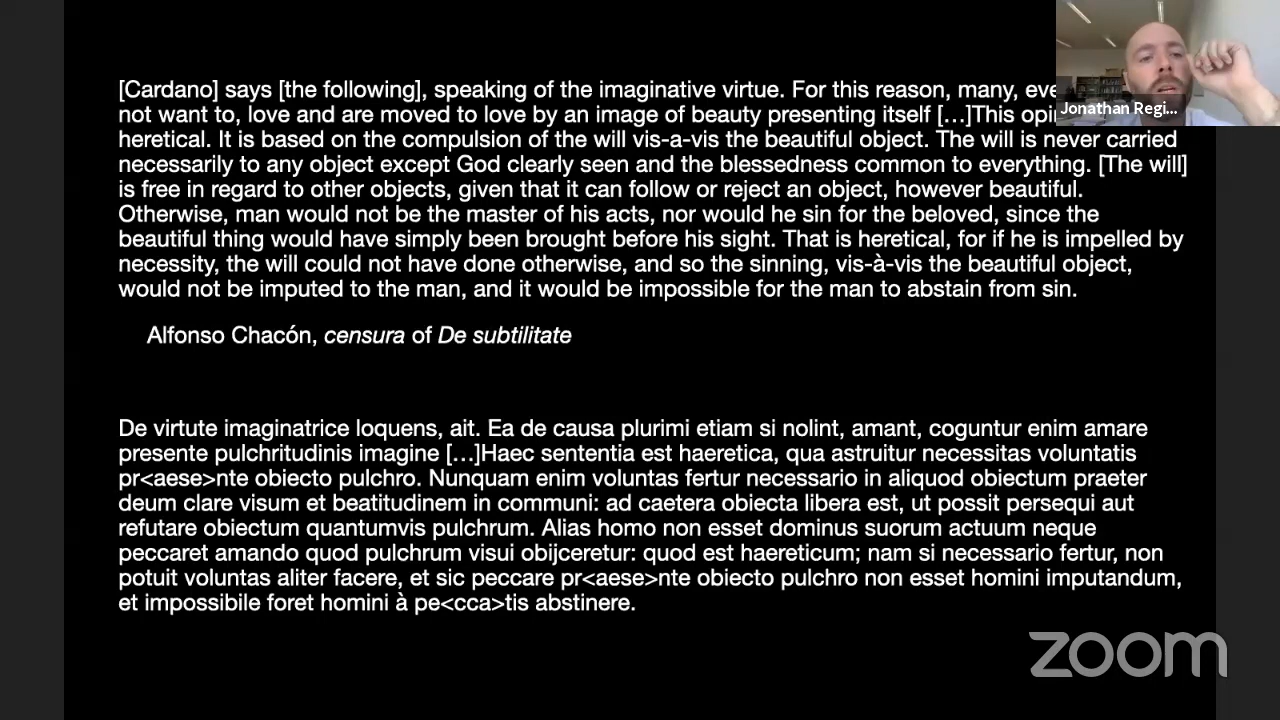 [Cardano] says [the following], speaking of the imaginative virtue. For this reason, many, eve
not want to, love and are moved to love by an image of beauty presenting itself […]This opi
heretical. It is based on the compulsion of the will vis-a-vis the beautiful object. The will is never carried
necessarily to any object except God clearly seen and the blessedness common to everything. [The will]
is free in regard to other objects, given that it can follow or reject an object, however beautiful.
Otherwise, man would not be the master of his acts, nor would he sin for the beloved, since the
beautiful thing would have simply been brought before his sight. That is heretical, for if he is impelled by
necessity, the will could not have done otherwise, and so the sinning, vis-à-vis the beautiful object,
would not be imputed to the man, and it would be impossible for the man to abstain from sin.
Alfonso Chacón, censura of De subtilitate
De virtute imaginatrice loquens, ait. Ea de causa plurimi etiam si nolint, amant, coguntur enim amare
presente pulchritudinis imagine […]Haec sententia est haeretica, qua astruitur necessitas voluntatis
pr<aese>nte obiecto pulchro. Nunquam enim voluntas fertur necessario in aliquod obiectum praeter
deum clare visum et beatitudinem in communi: ad caetera obiecta libera est, ut possit persequi aut
refutare obiectum quantumvis pulchrum. Alias homo non esset dominus suorum actuum neque
peccaret amando quod pulchrum visui obijceretur: quod est haereticum; nam si necessario fertur, non
potuit voluntas aliter facere, et sic peccare pr<aese>nte obiecto pulchro non esset homini imputandum,
et impossibile foret homini à pe<cca>tis abstinere.
Jonathan Regi...
zoom